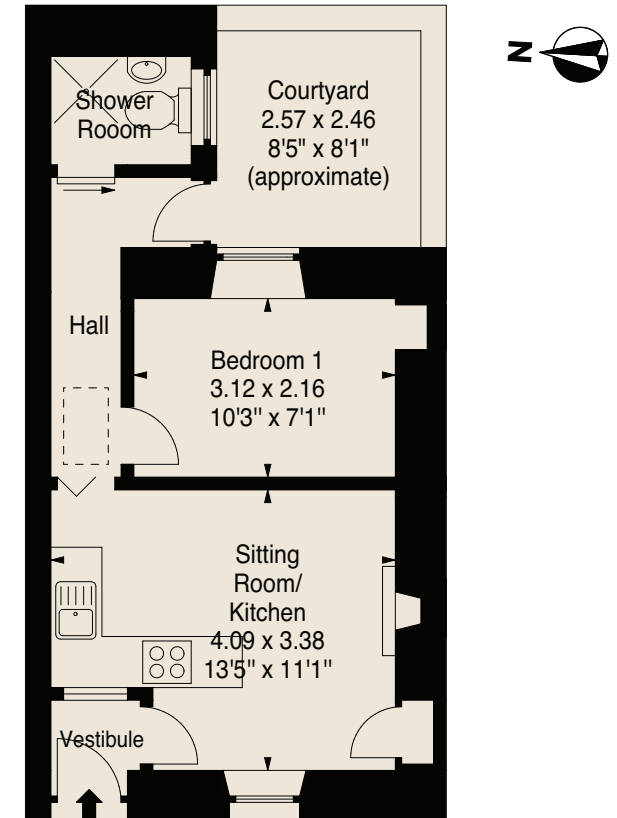 N
Shower
Rooom
Courtyard
2.57 x 2.46
8'5" x 8'1"
(approximate)
Hall
Bedroom 1
3.12 x 2.16
10'3" x 7'1"
Sitting
Room/
Kitchen
4.09 x 3.38
13'5" x 11'1"
Vestibule